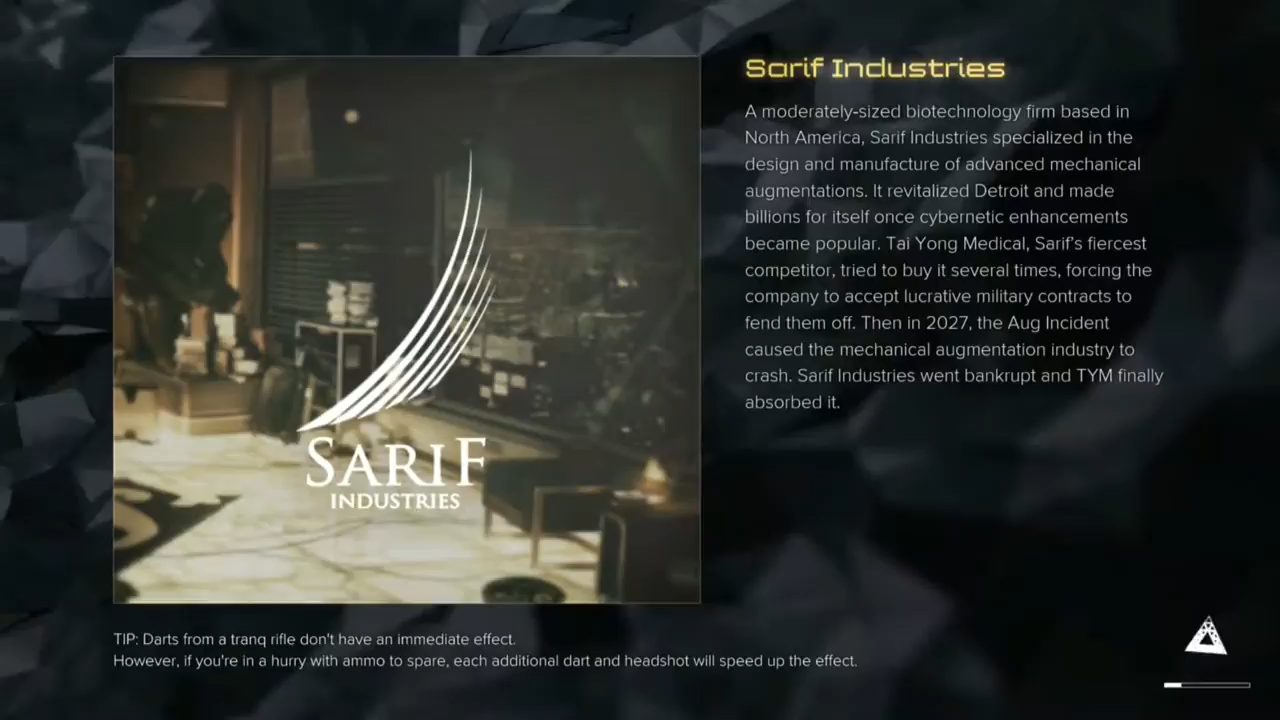 Sarif Industries
A moderately-sized biotechnology firm based in
North America, Sarif Industries specialized in the
design and manufacture of advanced mechanical
augmentations. It revitalized Detroit and made
billions for itself once cybernetic enhancements
became popular. Tai Yong Medical, Sarif's fiercest
competitor, tried to buy it several times, forcing the
company to accept lucrative military contracts to
fend them off. Then in 2027, the Aug Incident
caused the mechanical augmentation industry to
crash. Sarif Industries went bankrupt and TYM finally
absorbed it.
SARIF
INDUSTRIES
TIP: Darts from a tranq rifle don't have an immediate effect.
However, if you're in a hurry with ammo to spare, each additional dart and headshot will speed up the effect.